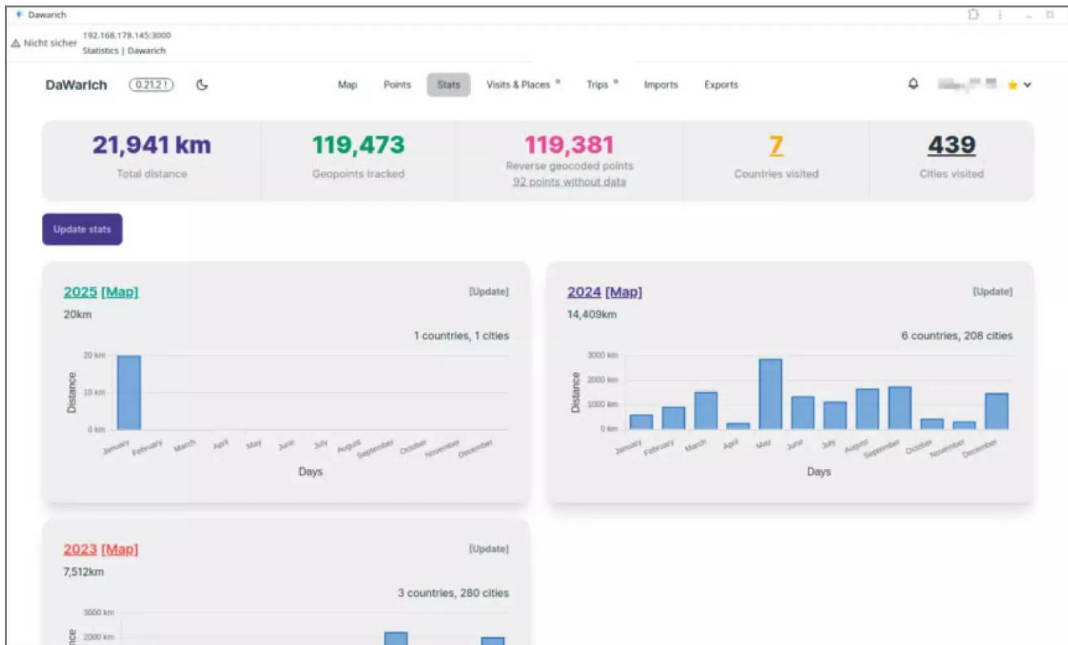 Dawarich
Nicht sicher
192.168.178.145:3000
Statistics | Dawarich
DaWarIch
0.21.2 !
Map
Points
Stats
Visits & Places
Trips
Imports
Exports
21,941 km
Total distance
119,473
Geopoints tracked
119,381
Reverse geocoded points
92 points without data
7
Countries visited
439
Cities visited
Update stats
2025 [Map]
[Update]
20km
1 countries, 1 cities
20 km
10 km
0 km
Distance
January
February
March
April
May
June
July
August
September
October
November
December
Days
2024 [Map]
[Update]
14,409km
6 countries, 208 cities
3000 km
2000 km
1000 km
0 km
Distance
January
February
March
April
May
June
July
August
September
October
November
December
Days
2023 [Map]
[Update]
7,512km
3 countries, 280 cities
3000 km
2000 km